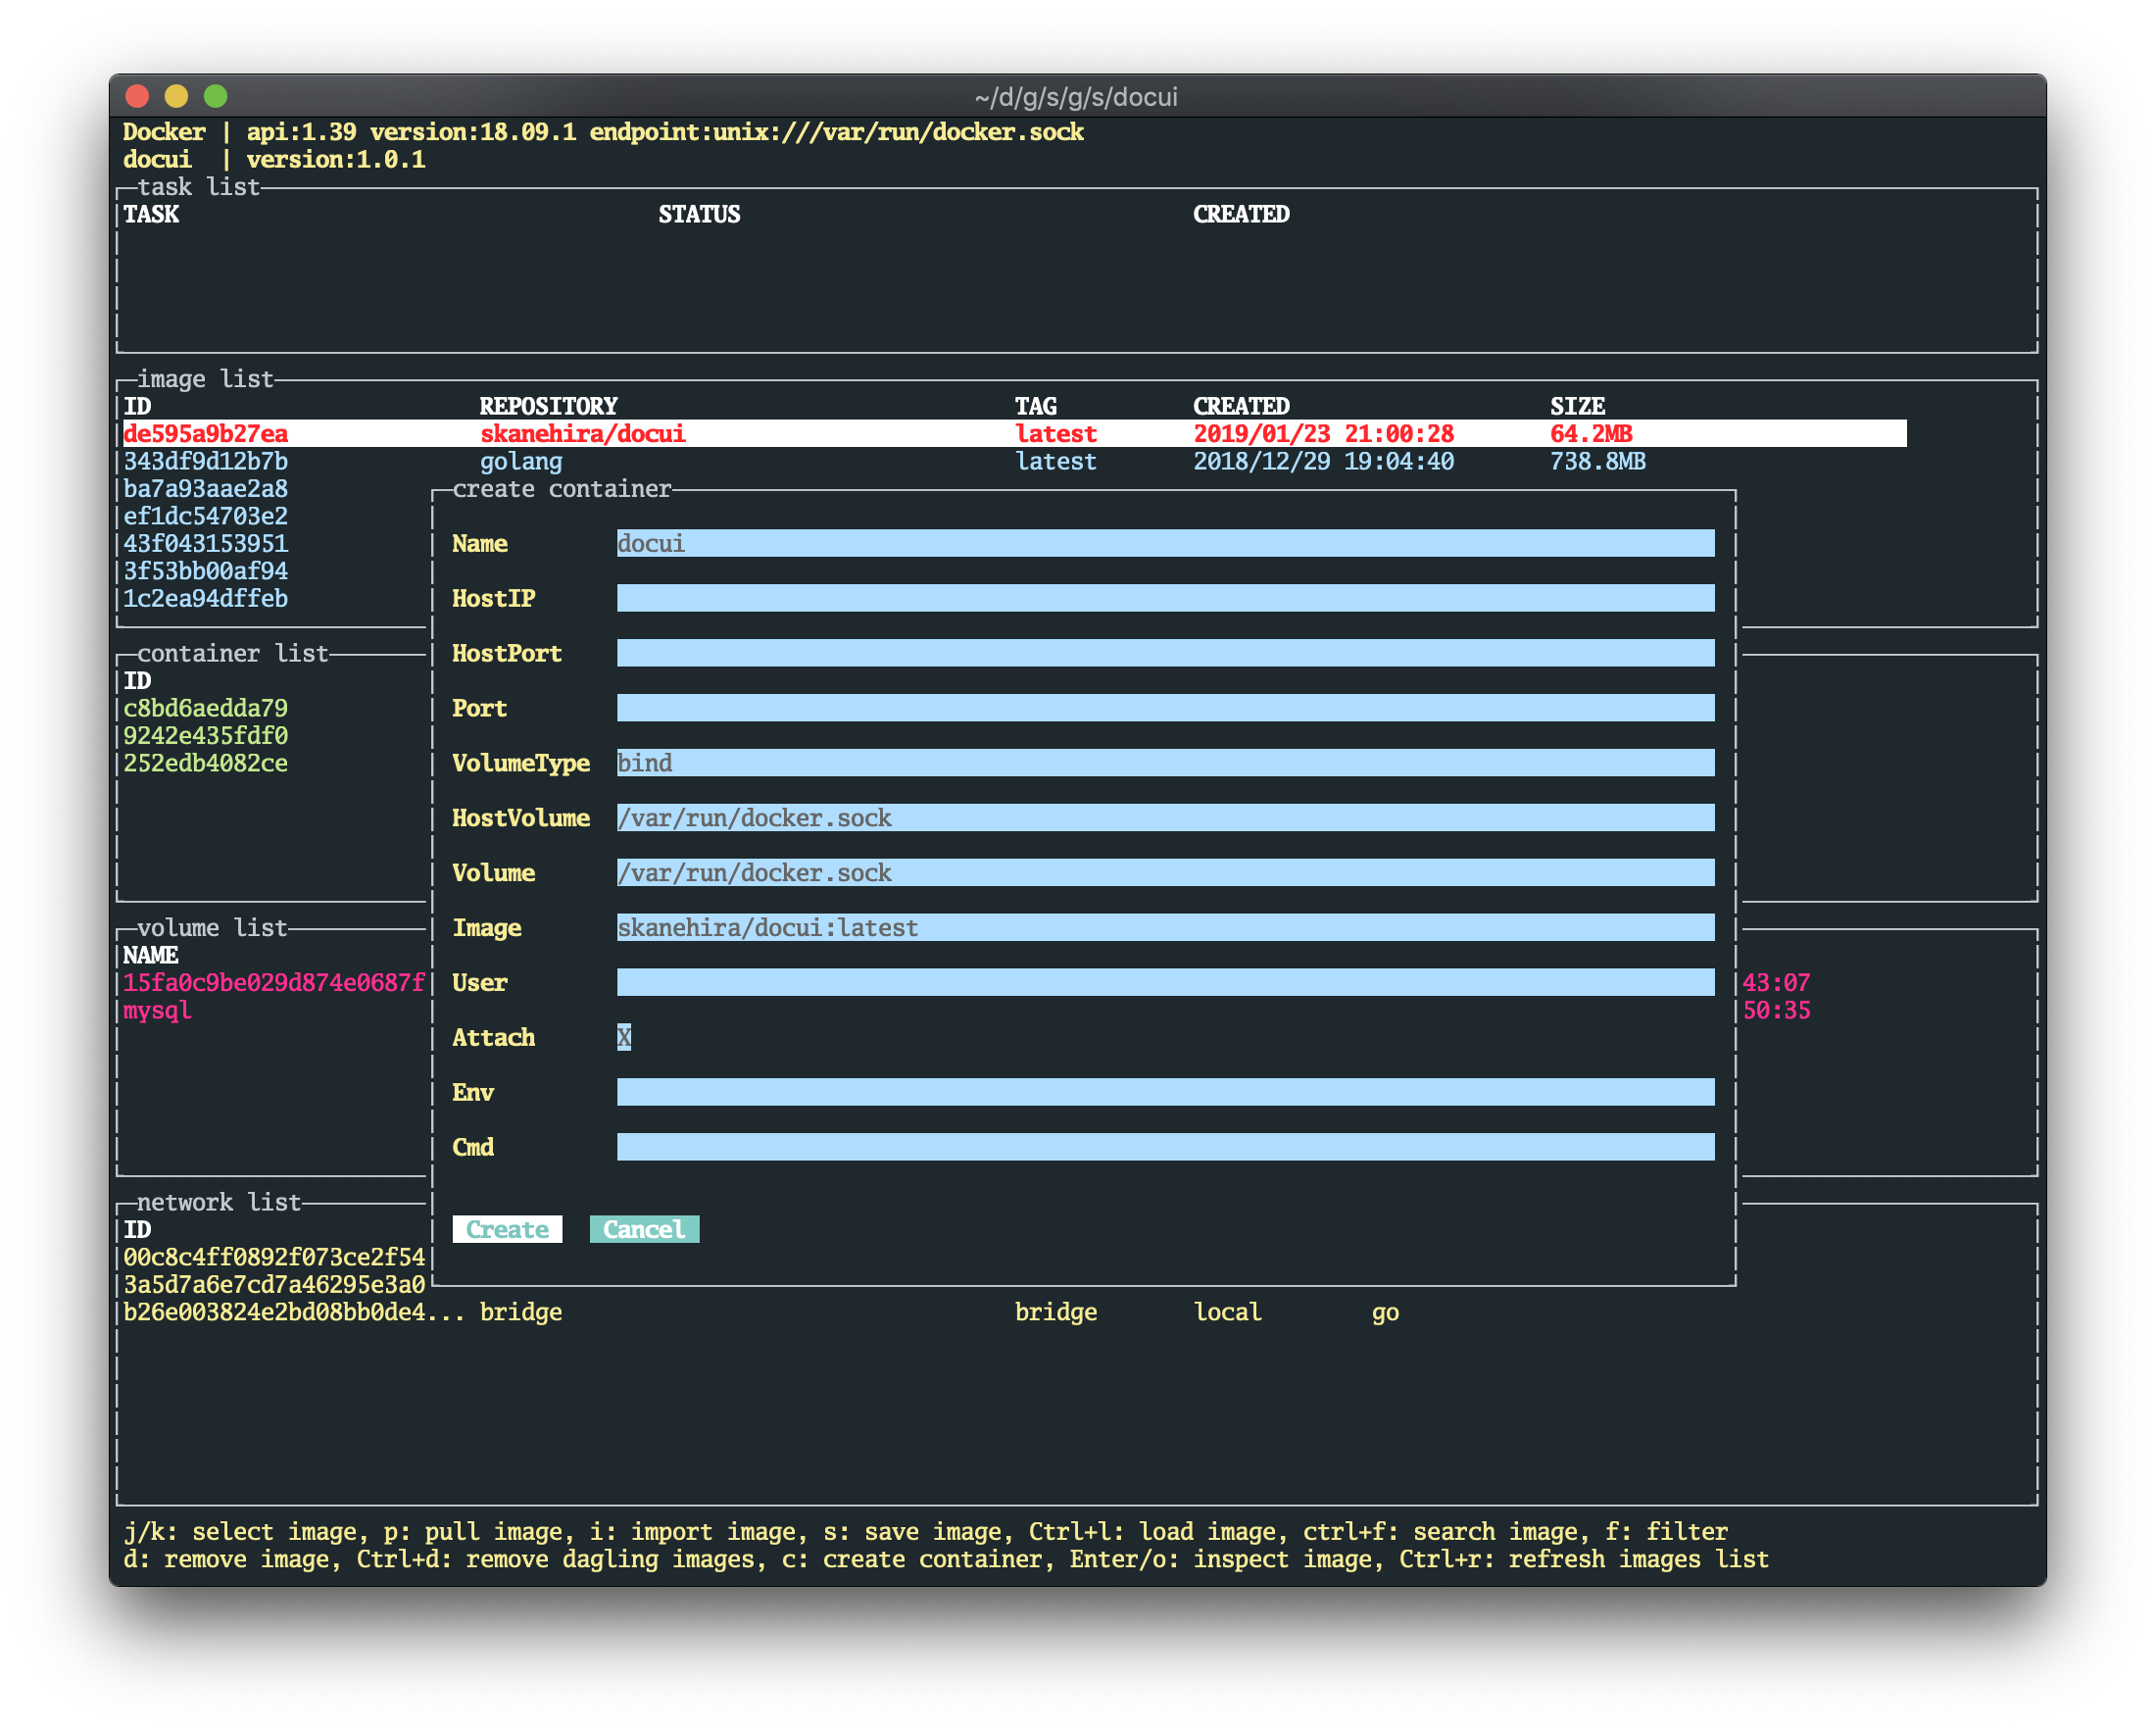 ~/d/g/s/g/s/docui
Docker | api:1.39 version:18.09.1 endpoint:unix:///var/run/docker.sock
docui  | version:1.0.1
task list
TASK STATUS CREATED
image list
ID REPOSITORY TAG CREATED SIZE
de595a9b27ea skanehira/docui latest 2019/01/23 21:00:28 64.2MB
343df9d12b7b golang latest 2018/12/29 19:04:40 738.8MB
ba7a93aae2a8
ef1dc54703e2
43f043153951
3f53bb00af94
1c2ea94dffeb
container list
ID
c8bd6aedda79
9242e435fdf0
252edb4082ce
volume list
NAME
15fa0c9be029d874e0687f 43:07
mysql 50:35
network list
ID
00c8c4ff0892f073ce2f54
3a5d7a6e7cd7a46295e3a0
b26e003824e2bd08bb0de4... bridge bridge local go
create container
Name docui
HostIP
HostPort
Port
VolumeType bind
HostVolume /var/run/docker.sock
Volume /var/run/docker.sock
Image skanehira/docui:latest
User
Attach X
Env
Cmd
Create Cancel
j/k: select image, p: pull image, i: import image, s: save image, Ctrl+l: load image, ctrl+f: search image, f: filter
d: remove image, Ctrl+d: remove dagling images, c: create container, Enter/o: inspect image, Ctrl+r: refresh images list